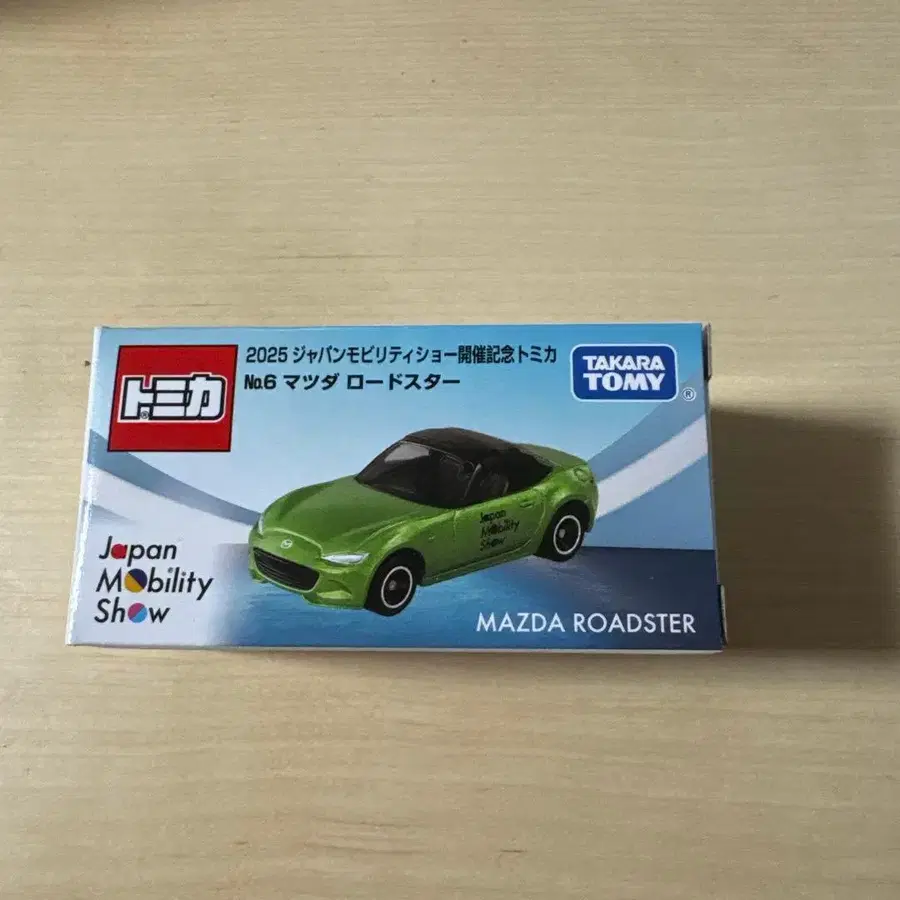 トミカ
®
2025 ジャパンモビリティショー開催記念トミカ
No.6 マツダ ロードスター
TAKARA
TOMY
®
Japan
Mobility
Show
Japan
Mobility
Show
MAZDA ROADSTER